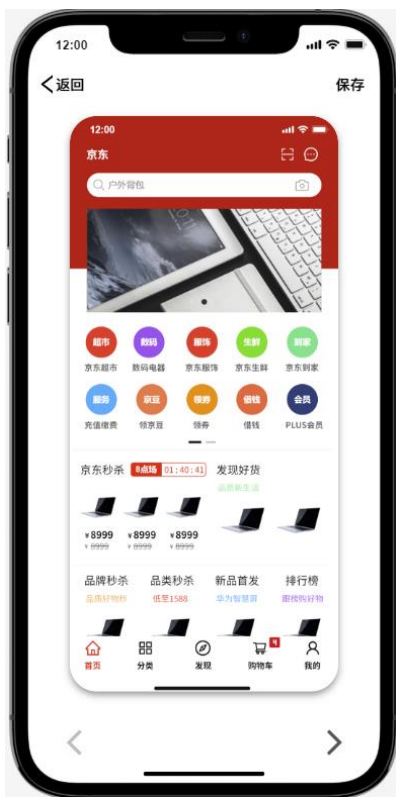 12:00
返回 保存
12:00
京东
户外背包
超市 数码 服饰 生鲜 到家
京东超市 数码电器 京东服饰 京东生鲜 京东到家
服务 京豆 领券 借钱 会员
充值缴费 领京豆 领券 借钱 PLUS会员
京东秒杀 8点场 01:40:41 发现好货
品质新生活
¥8999 ¥8999 ¥8999
¥8999 ¥8999 ¥8999
品牌秒杀 品类秒杀 新品首发 排行榜
品质好物秒 低至1588 华为智慧屏 跟榜购好物
首页 分类 发现 购物车 我的